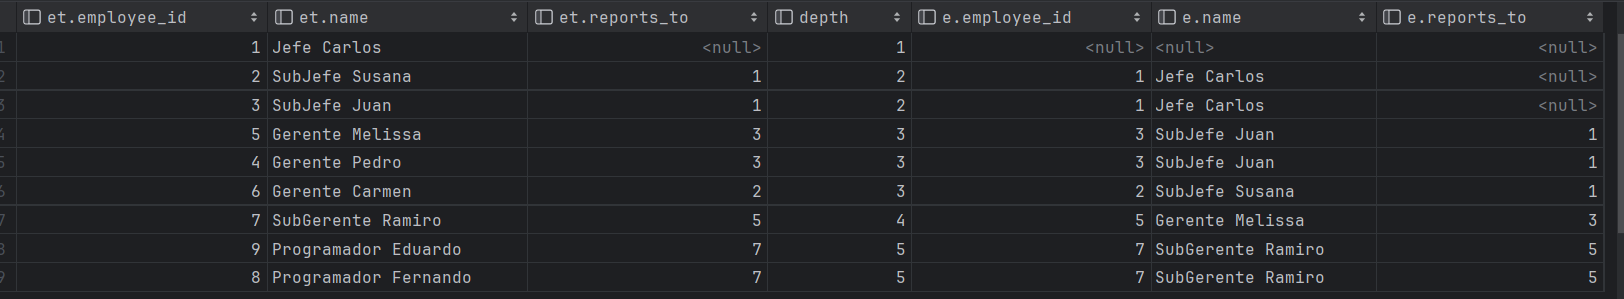 et.employee_id et.name et.reports_to depth e.employee_id e.name e.reports_to
1 1 Jefe Carlos <null> 1 <null> <null> <null>
2 2 SubJefe Susana 1 2 1 Jefe Carlos <null>
3 3 SubJefe Juan 1 2 1 Jefe Carlos <null>
4 5 Gerente Melissa 3 3 3 SubJefe Juan 1
5 4 Gerente Pedro 3 3 3 SubJefe Juan 1
6 6 Gerente Carmen 2 3 2 SubJefe Susana 1
7 7 SubGerente Ramiro 5 4 5 Gerente Melissa 3
8 9 Programador Eduardo 7 5 7 SubGerente Ramiro 5
9 8 Programador Fernando 7 5 7 SubGerente Ramiro 5